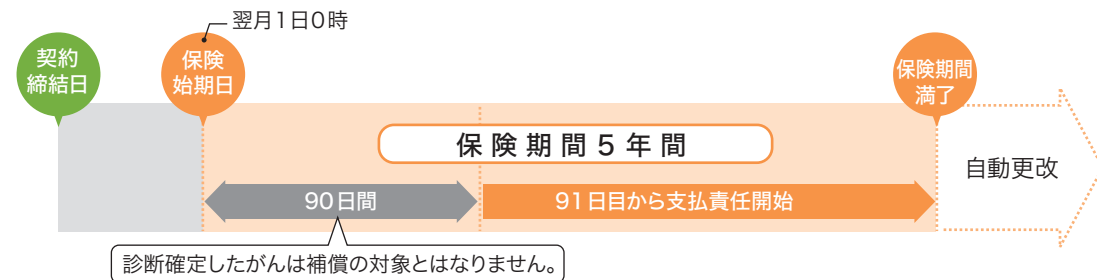 翌月1日0時
契約
締結日
保険
始期日
保険期間
満了
保険期間5年間
自動更改
90日間
91日目から支払責任開始
診断確定したがんは補償の対象とはなりません。